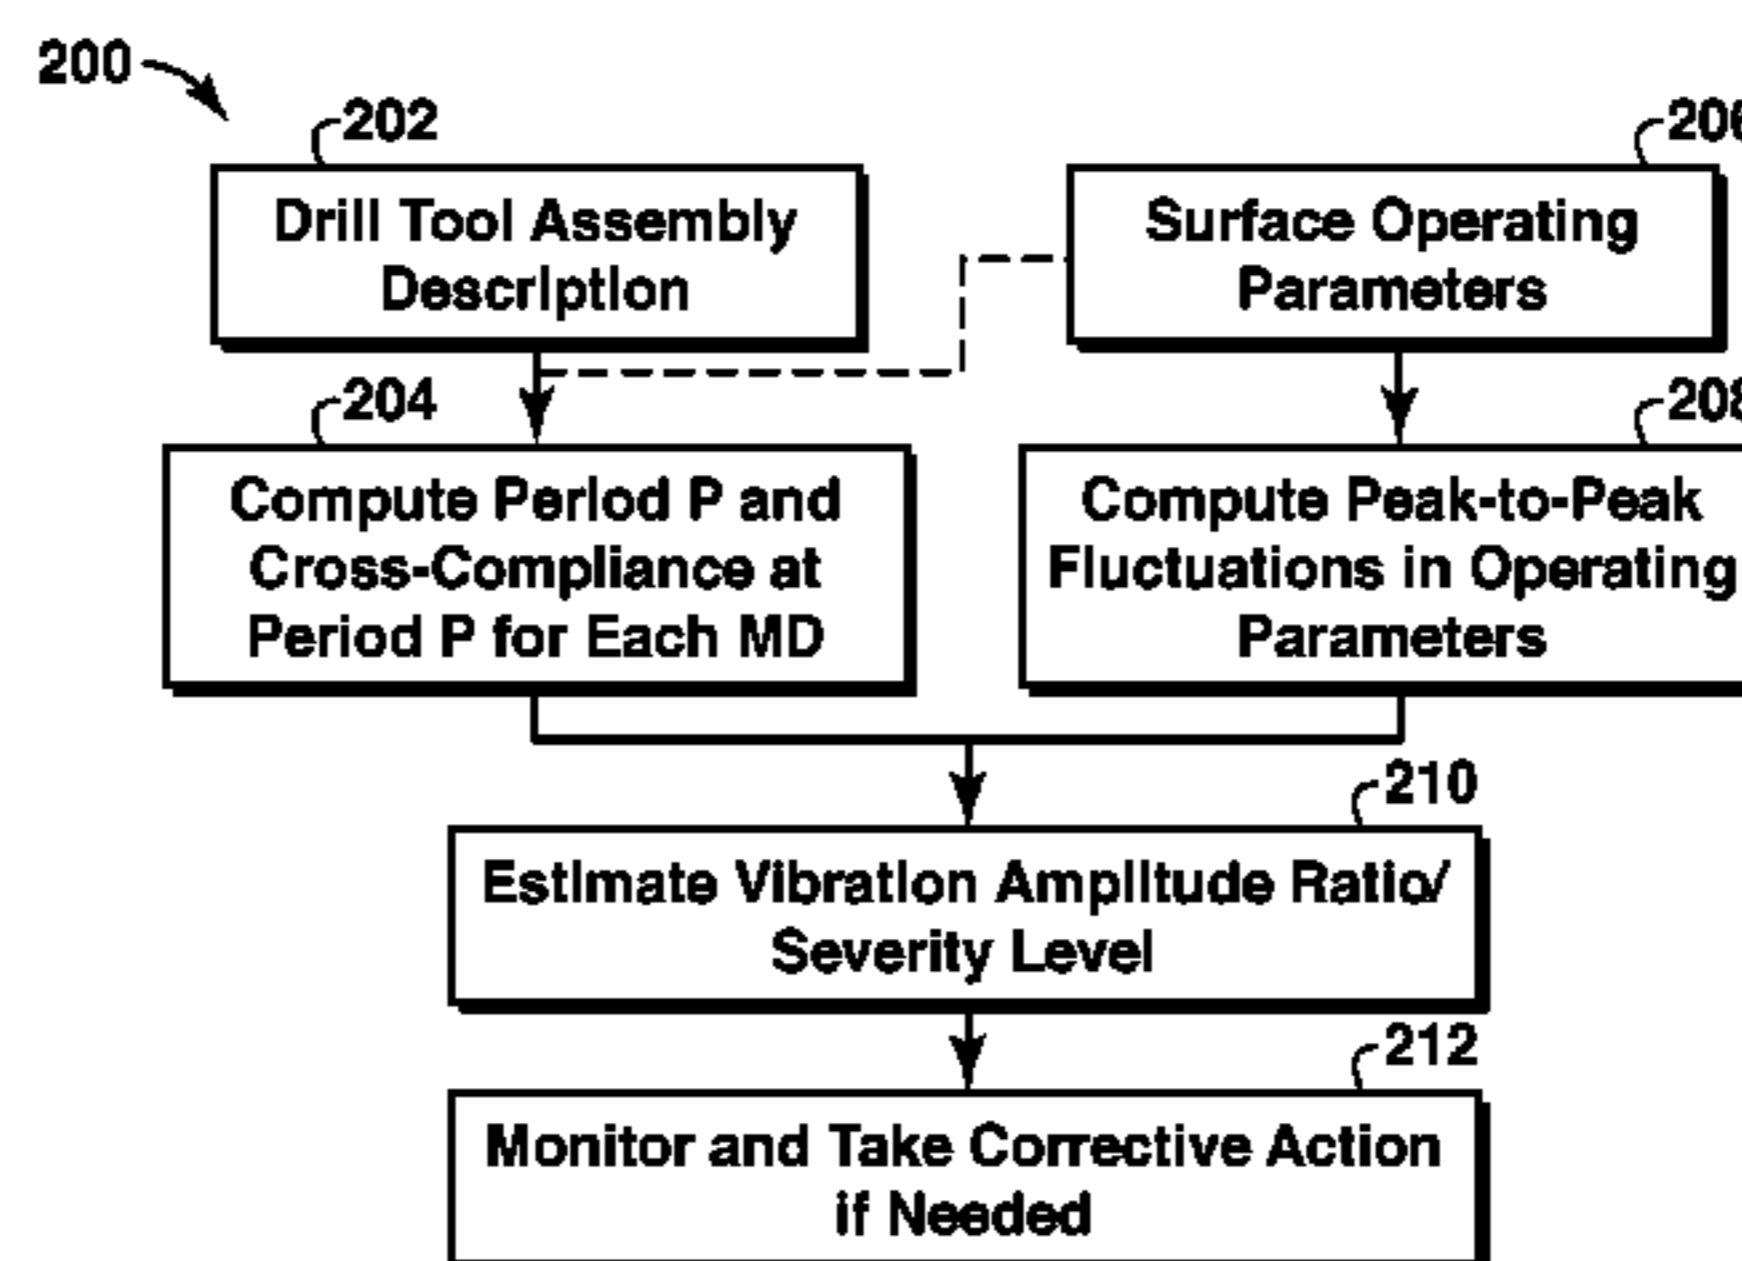 200
202
Drill Tool Assembly
Description
206
Surface Operating
Parameters
204
Compute Period P and
Cross-Compliance at
Period P for Each MD
208
Compute Peak-to-Peak
Fluctuations in Operating
Parameters
210
Estimate Vibration Amplitude Ratio/
Severity Level
212
Monitor and Take Corrective Action
if Needed